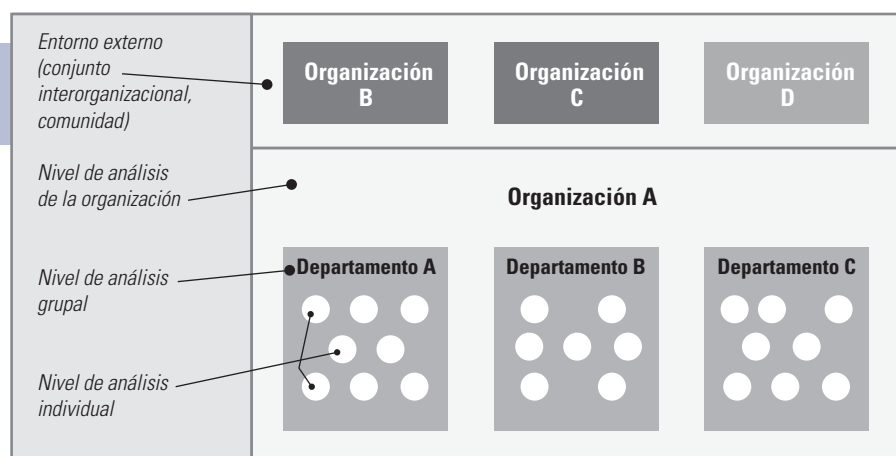 Entorno externo
(conjunto
interorganizacional,
comunidad)
Organización
B
Organización
C
Organización
D
Nivel de análisis
de la organización
Organización A
Nivel de análisis
grupal
Departamento A
Departamento B
Departamento C
Nivel de análisis
individual